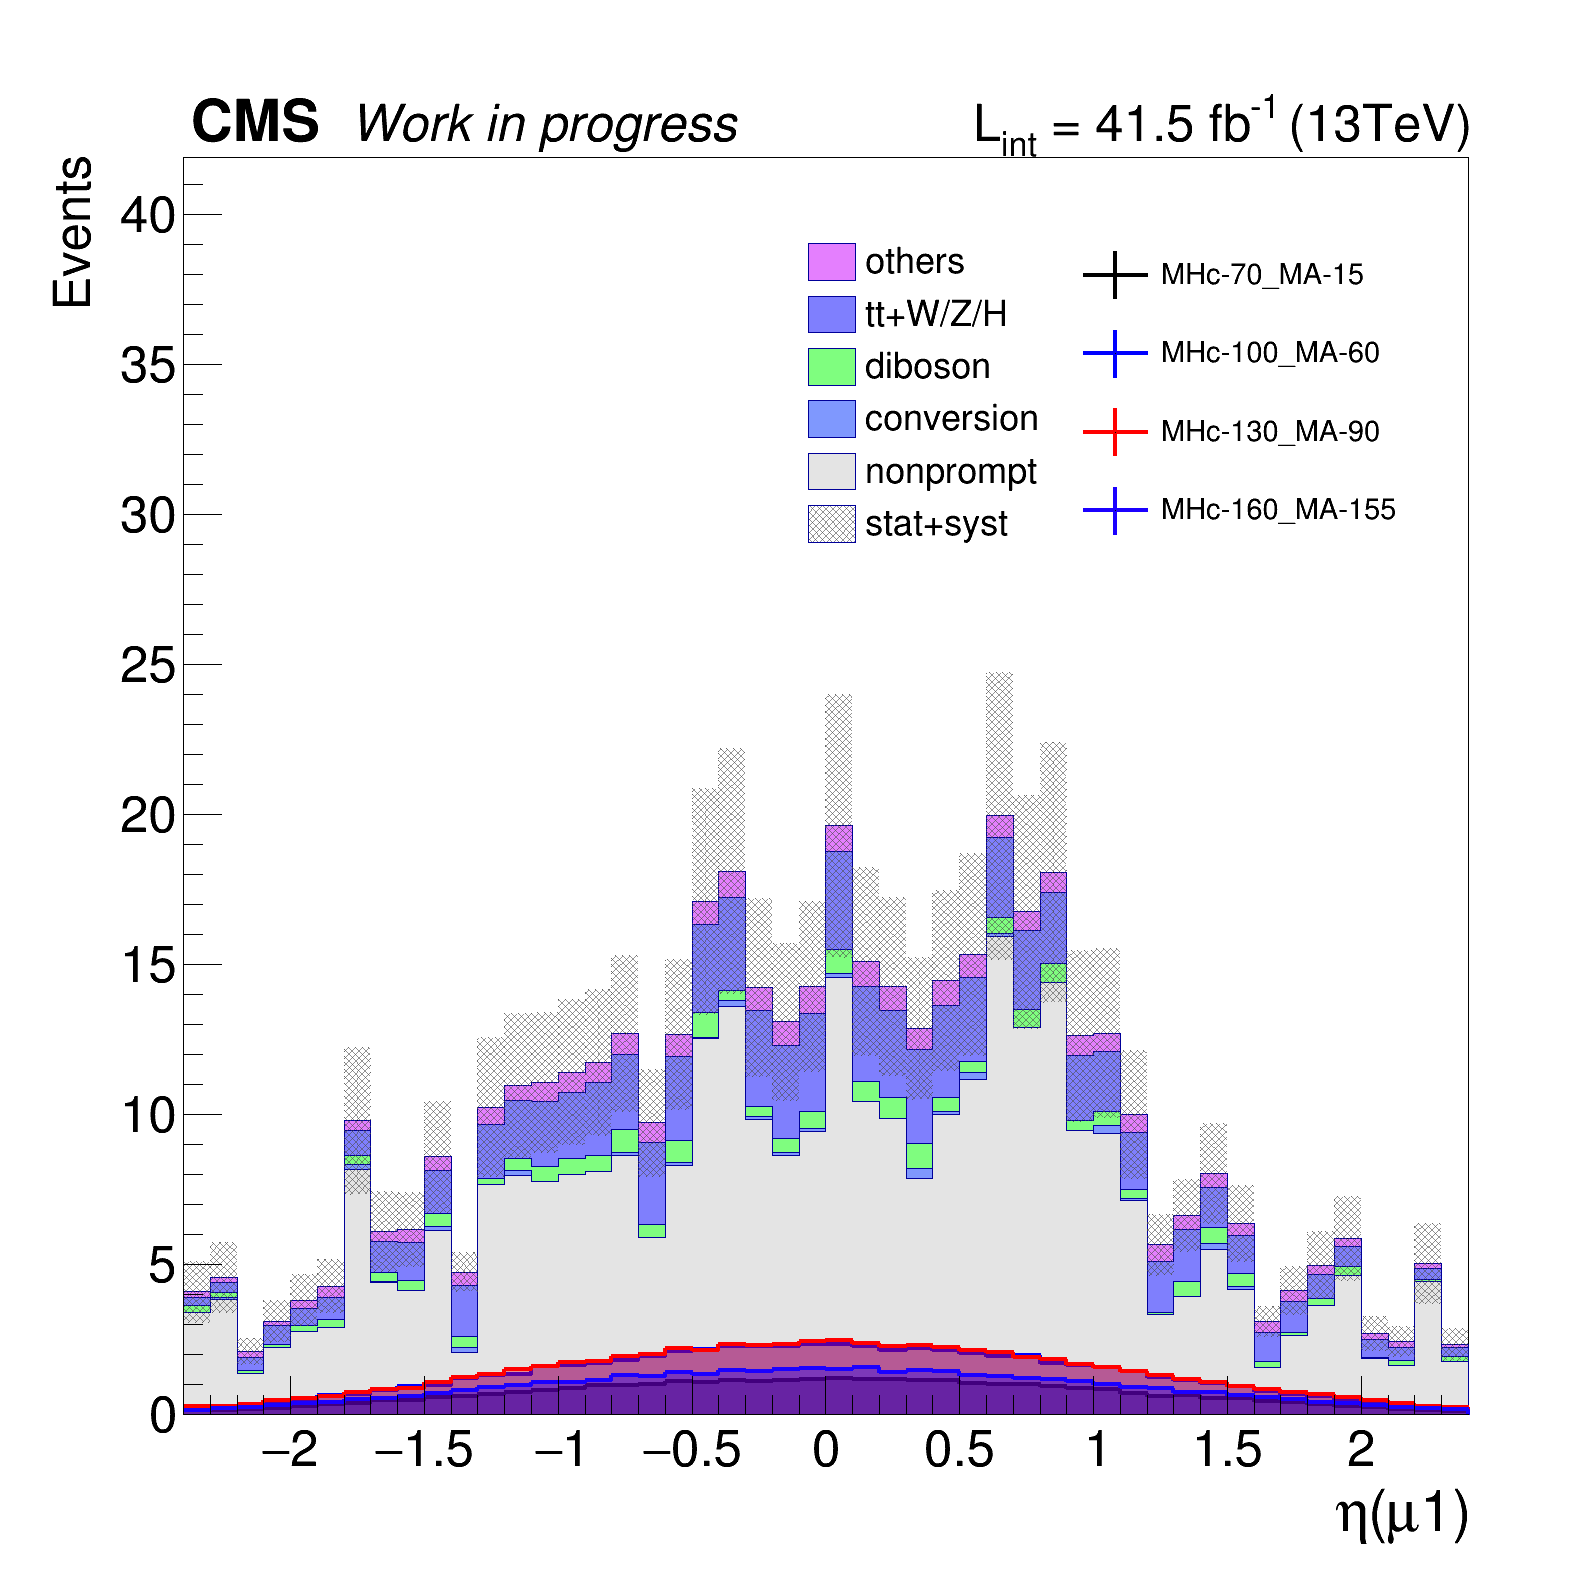 CMS Work in progress
L_int = 41.5 fb^-1 (13TeV)
Events
40
35
30
25
20
15
10
5
0
others
tt+W/Z/H
diboson
conversion
nonprompt
stat+syst
MHc-70_MA-15
MHc-100_MA-60
MHc-130_MA-90
MHc-160_MA-155
−2 −1.5 −1 −0.5 0 0.5 1 1.5 2
η(μ1)